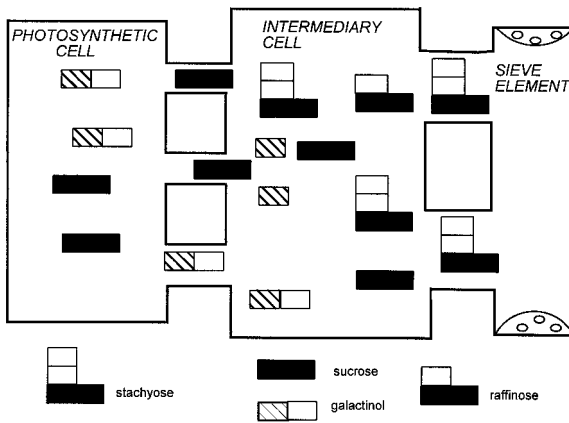 PHOTOSYNTHETIC
CELL
INTERMEDIARY
CELL
SIEVE
ELEMENT
stachyose
sucrose
galactinol
raffinose